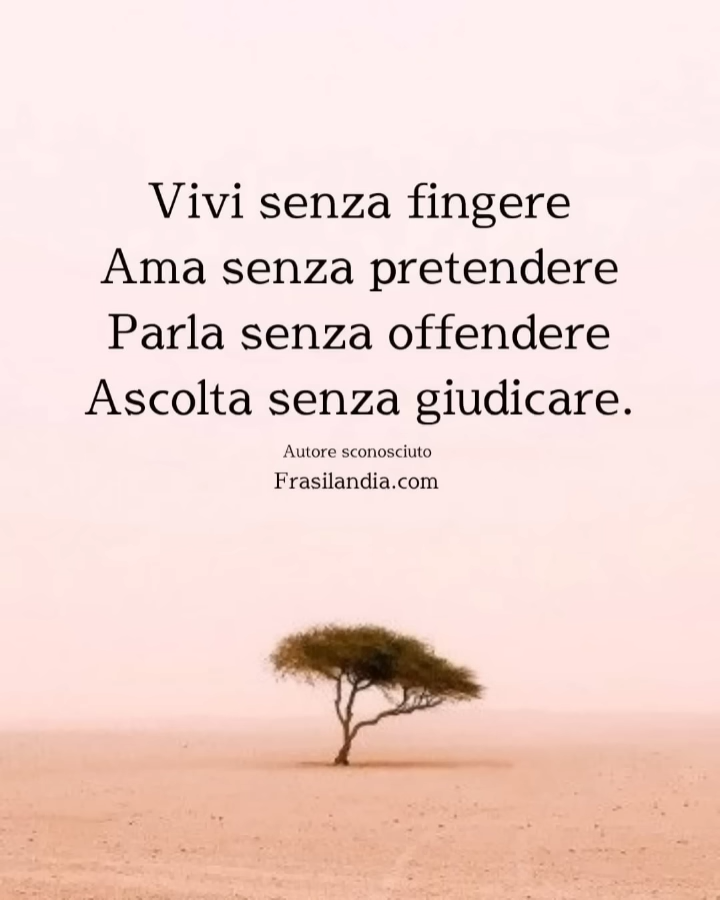 Vivi senza fingere
Ama senza pretendere
Parla senza offendere
Ascolta senza giudicare.
Autore sconosciuto
Frasilandia.com